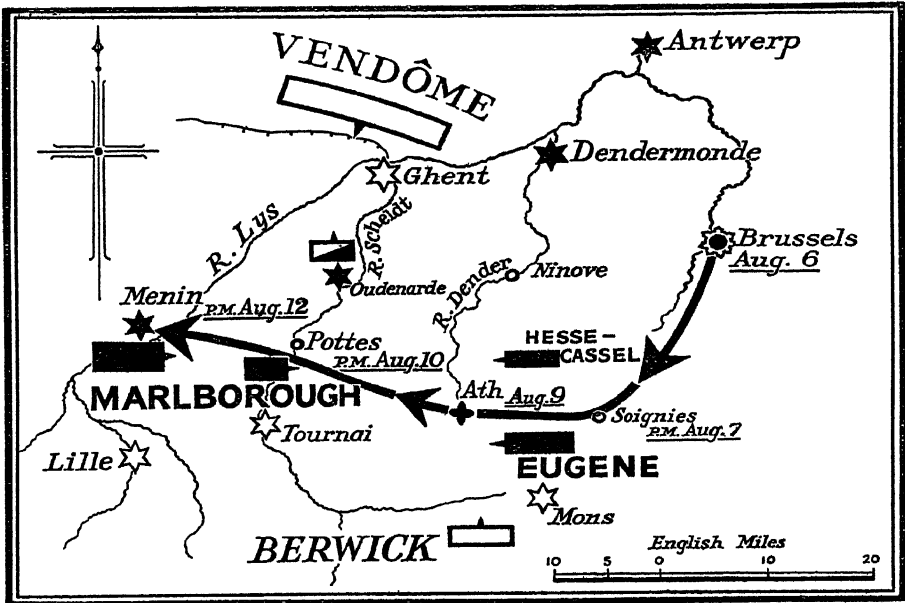 VENDÔME
Antwerp
Dendermonde
Ghent
R. Lys
R. Scheldt
Brussels
Aug. 6
Oudenarde
R. Dender
Ninove
Menin
P.M. Aug. 12
Pottes
P.M. Aug. 10
HESSE-
CASSEL
MARLBOROUGH
Ath Aug. 9
Soignies
P.M. Aug. 7
Tournai
Lille
EUGENE
Mons
BERWICK
English Miles
10 5 0 10 20